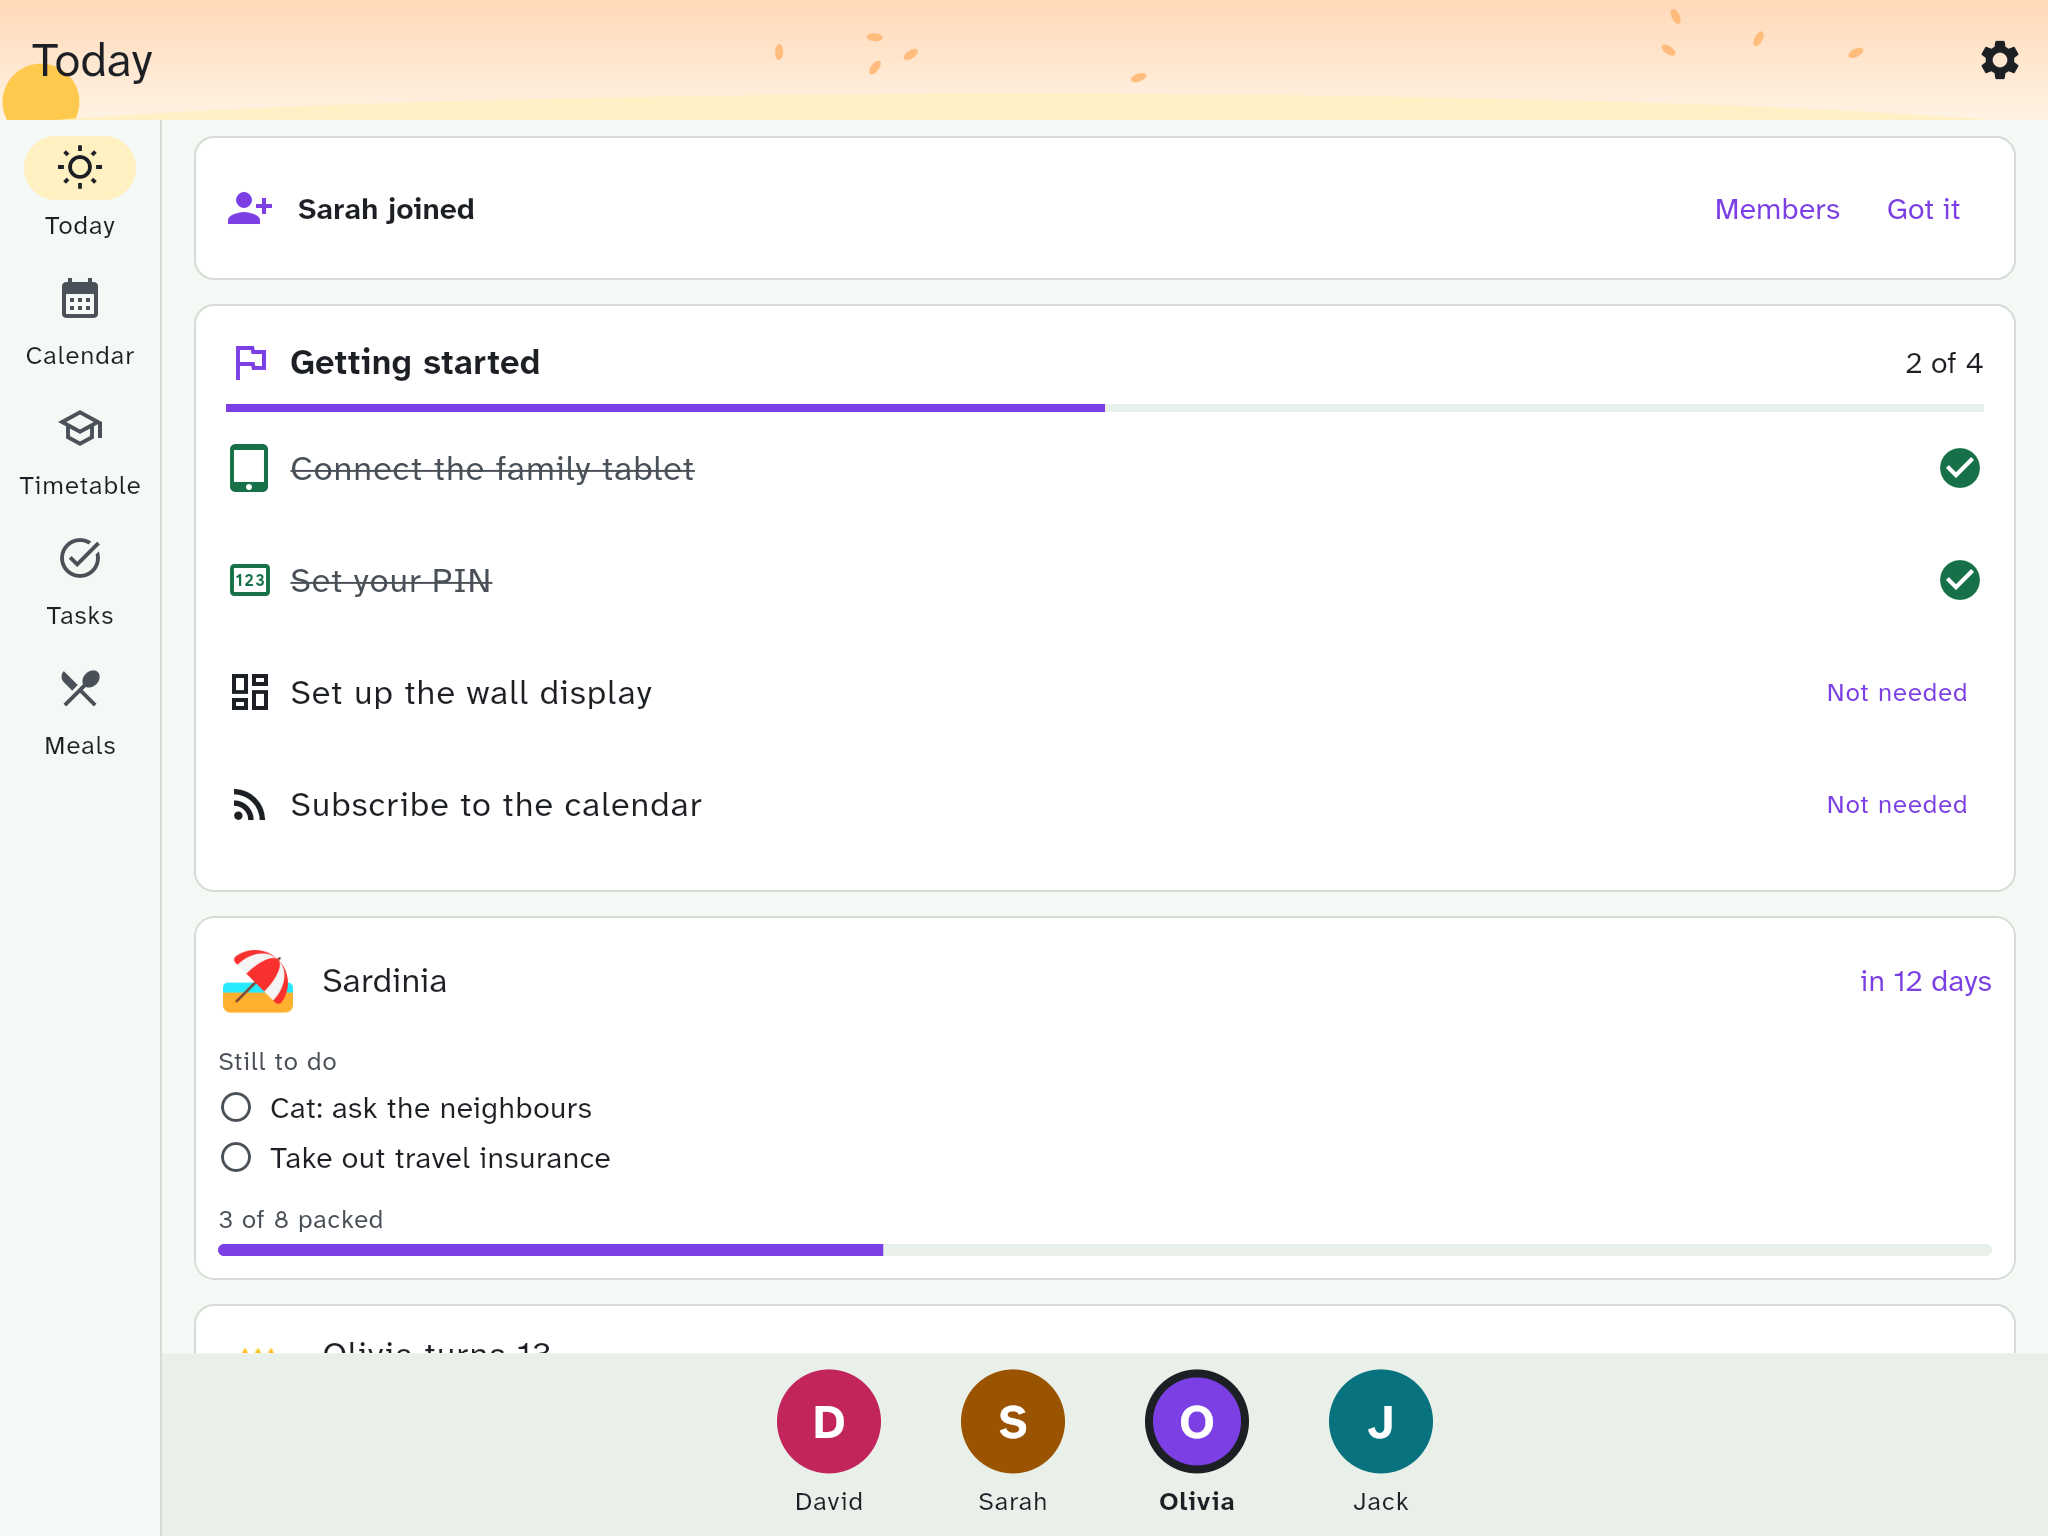 Today
Today
Calendar
Timetable
Tasks
Meals
Sarah joined
Members
Got it
Getting started
2 of 4
Connect the family tablet
123
Set your PIN
Set up the wall display
Not needed
Subscribe to the calendar
Not needed
Sardinia
in 12 days
Still to do
Cat: ask the neighbours
Take out travel insurance
3 of 8 packed
Olivia turns 13
D
S
O
J
David
Sarah
Olivia
Jack